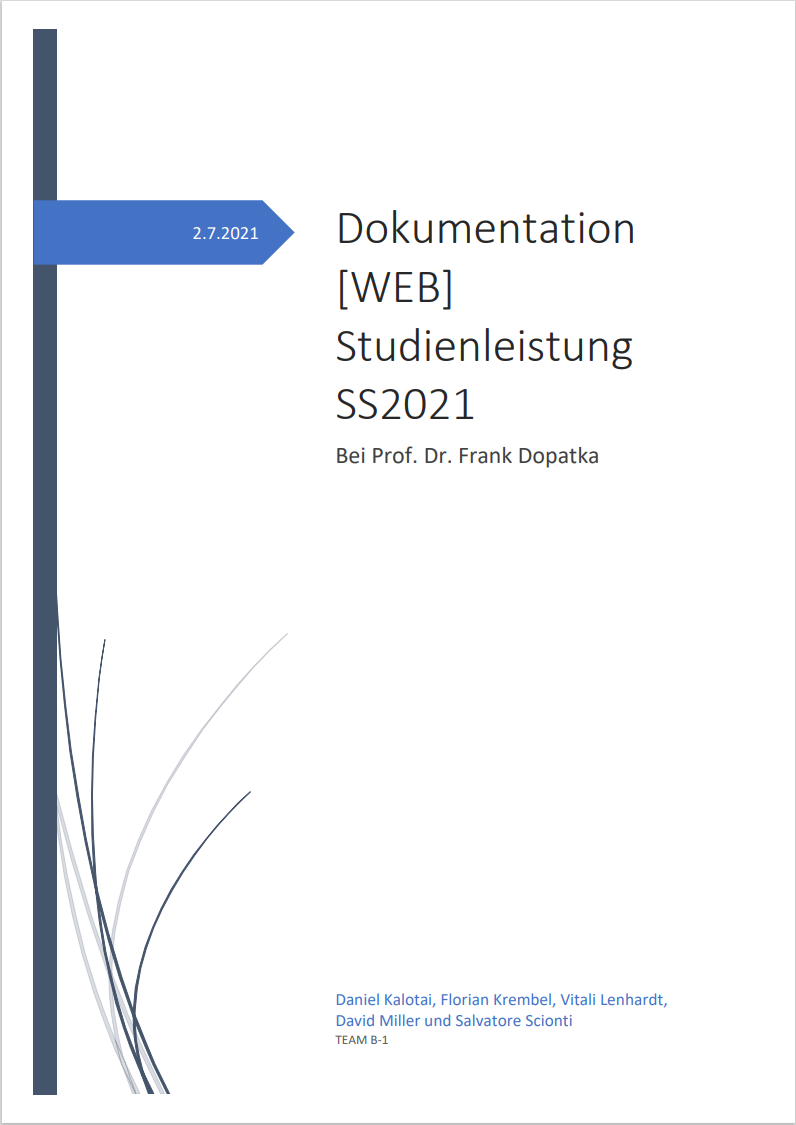 2.7.2021
Dokumentation
[WEB]
Studienleistung
SS2021
Bei Prof. Dr. Frank Dopatka
Daniel Kalotai, Florian Krembel, Vitali Lenhardt,
David Miller und Salvatore Scionti
TEAM B-1